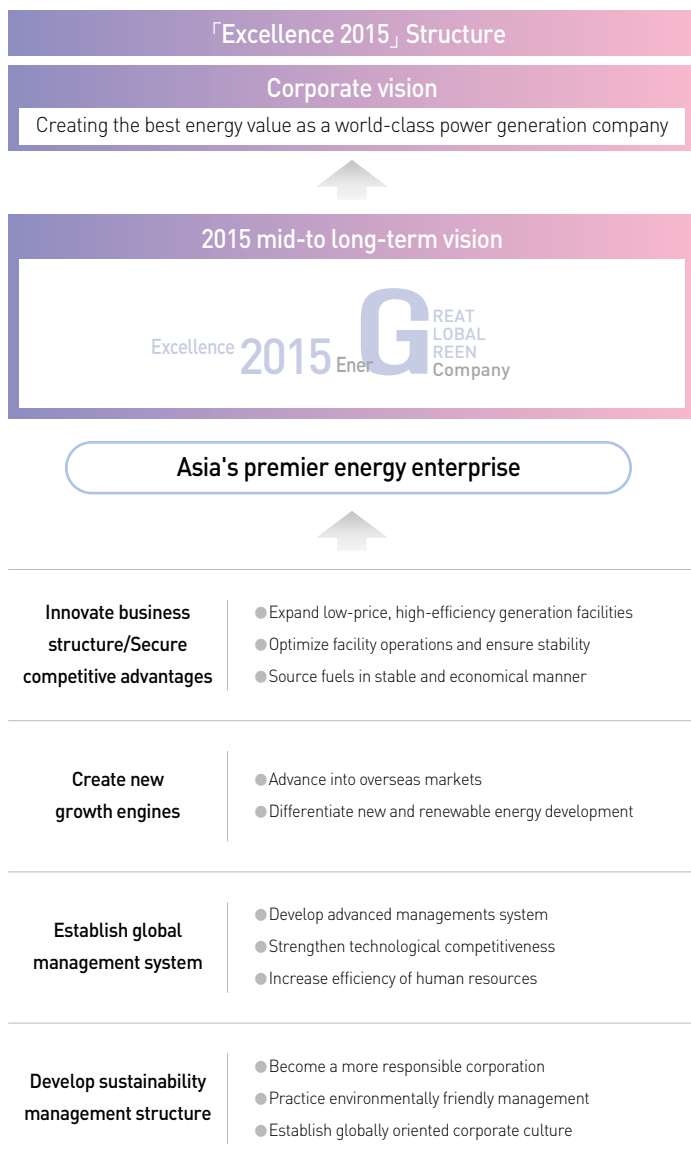 「Excellence 2015」 Structure
Corporate vision
Creating the best energy value as a world-class power generation company
2015 mid-to long-term vision
Excellence 2015 EnerG
REAT
LOBAL
REEN
Company
Asia's premier energy enterprise
Innovate business
structure/Secure
competitive advantages
●Expand low-price, high-efficiency generation facilities
●Optimize facility operations and ensure stability
●Source fuels in stable and economical manner
Create new
growth engines
●Advance into overseas markets
●Differentiate new and renewable energy development
Establish global
management system
●Develop advanced managements system
●Strengthen technological competitiveness
●Increase efficiency of human resources
Develop sustainability
management structure
●Become a more responsible corporation
●Practice environmentally friendly management
●Establish globally oriented corporate culture